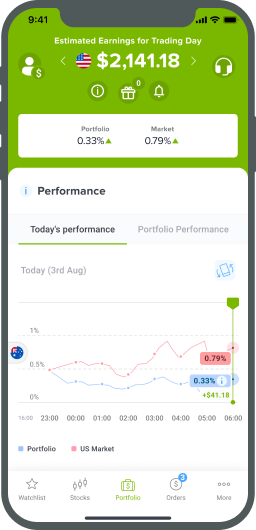 9:41
Estimated Earnings for Trading Day
$2,141.18
$
0
Portfolio Market
0.33% 0.79%
Performance
Today's performance Portfolio Performance
Today (3rd Aug)
1%
0.5%
0.79%
0.33%
+$41.18
0%
16:00 23:00 00:00 01:00 02:00 03:00 04:00 05:00 06:00
Portfolio US Market
3
Watchlist Stocks Portfolio Orders More